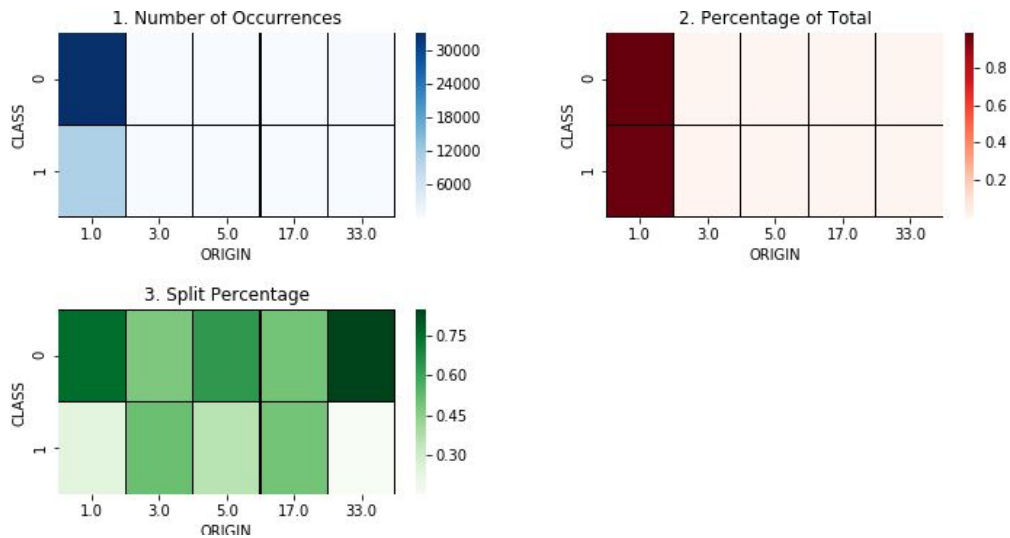 1. Number of Occurrences
0
1
CLASS
1.0 3.0 5.0 17.0 33.0
ORIGIN
30000
24000
18000
12000
6000
2. Percentage of Total
0
1
CLASS
1.0 3.0 5.0 17.0 33.0
ORIGIN
0.8
0.6
0.4
0.2
3. Split Percentage
0
1
CLASS
1.0 3.0 5.0 17.0 33.0
ORIGIN
0.75
0.60
0.45
0.30